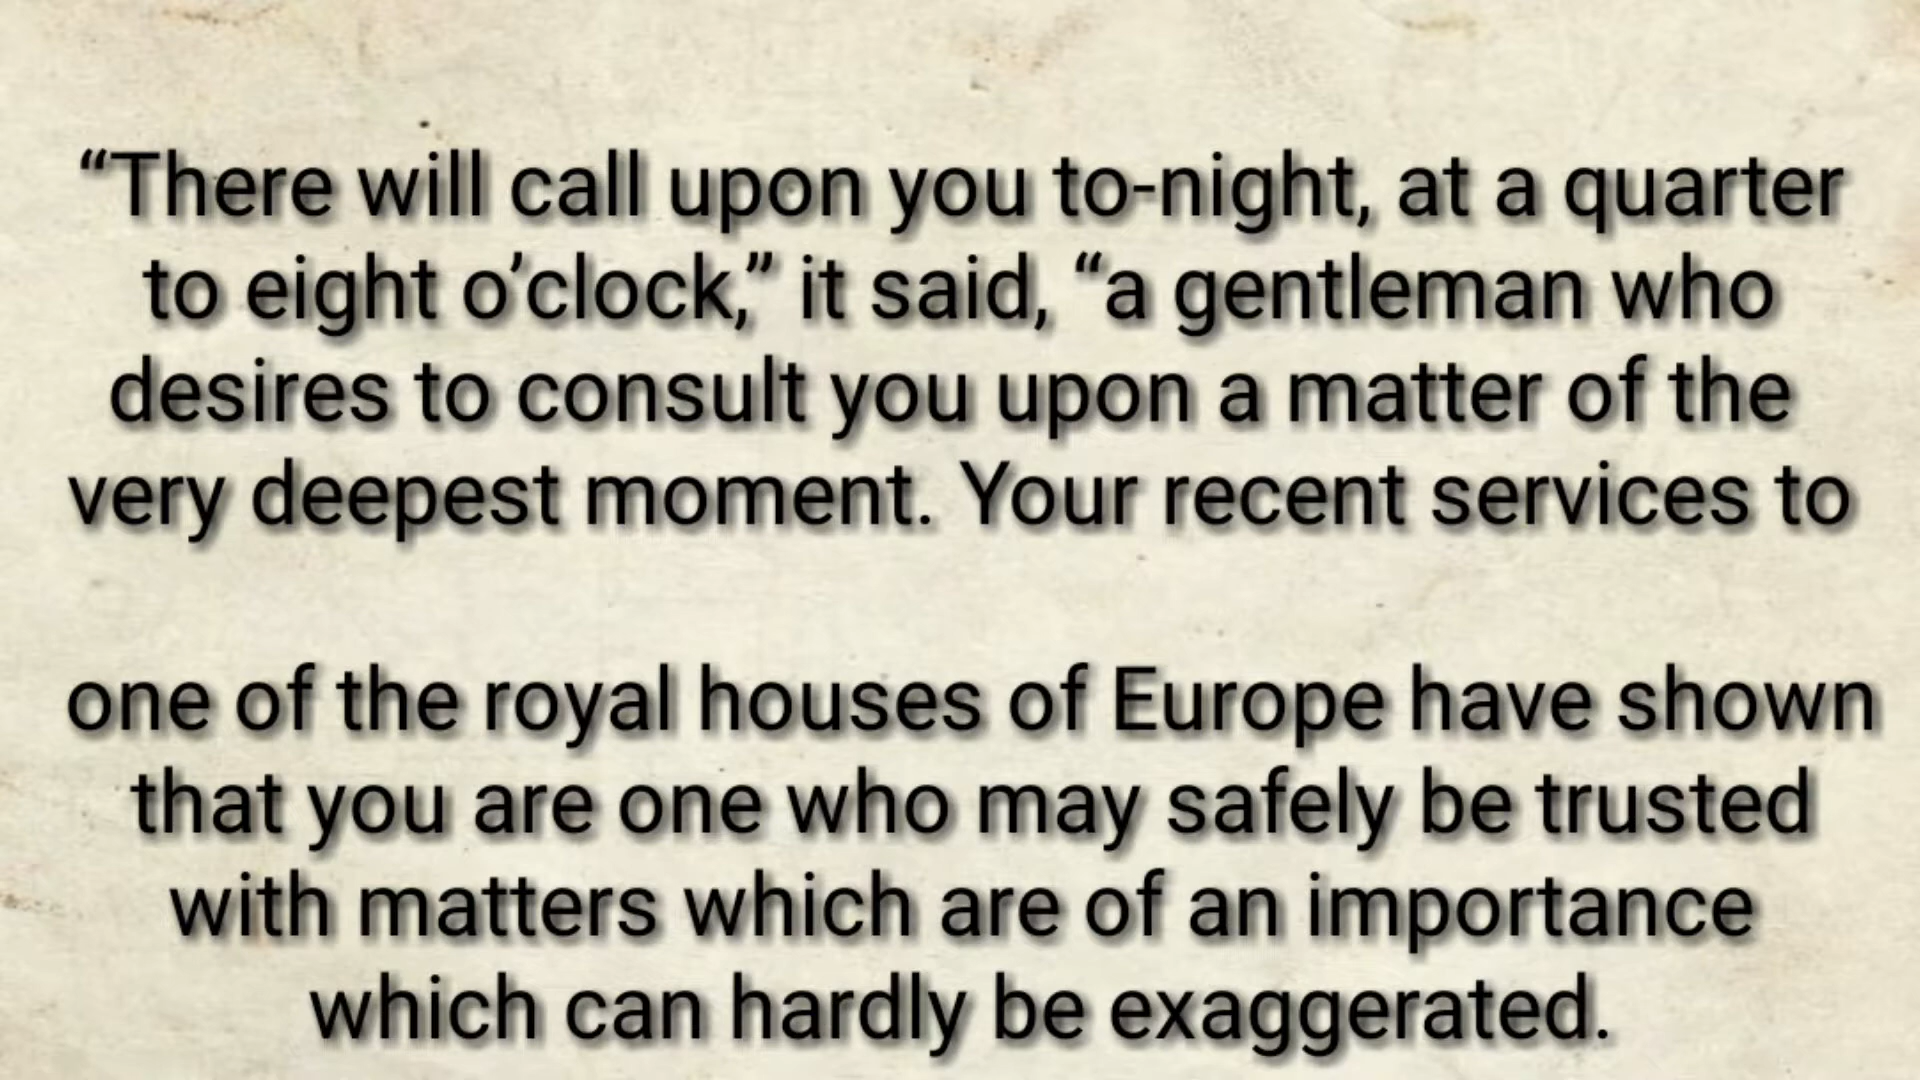 “There will call upon you to-night, at a quarter
to eight o’clock,” it said, “a gentleman who
desires to consult you upon a matter of the
very deepest moment. Your recent services to
one of the royal houses of Europe have shown
that you are one who may safely be trusted
with matters which are of an importance
which can hardly be exaggerated.